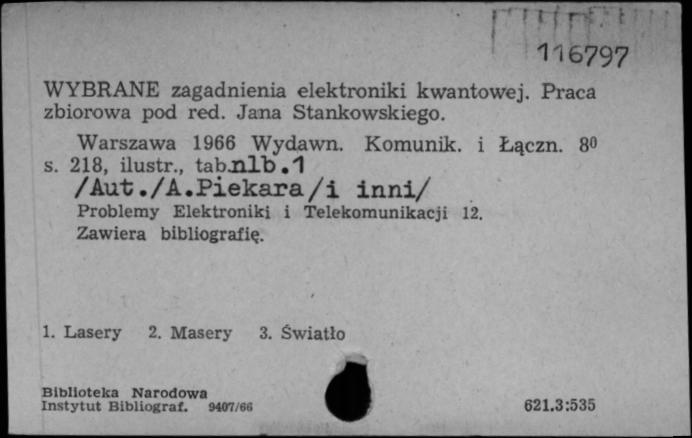 116797
WYBRANE zagadnienia elektroniki kwantowej. Praca
zbiorowa pod red. Jana Stankowskiego.
Warszawa 1966 Wydawn. Komunik. i Łączn. 8⁰
s. 218, ilustr., tab.nlb.1
/Aut./A.Piekara/i inni/
Problemy Elektroniki i Telekomunikacji 12.
Zawiera bibliografię.
1. Lasery 2. Masery 3. Światło
Biblioteka Narodowa
Instytut Bibliograf. 9407/66 621.3:535